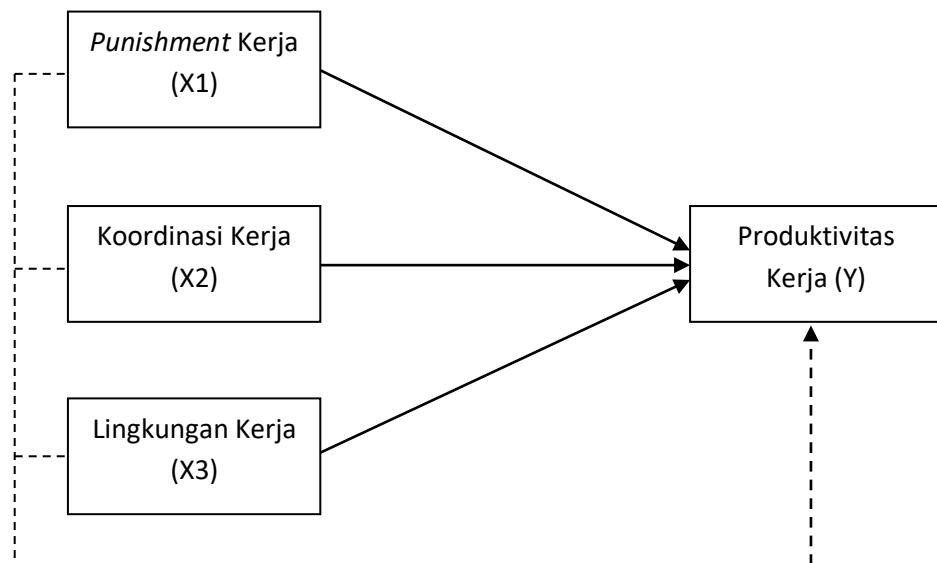 Punishment Kerja
(X1)
Koordinasi Kerja
(X2)
Produktivitas
Kerja (Y)
Lingkungan Kerja
(X3)